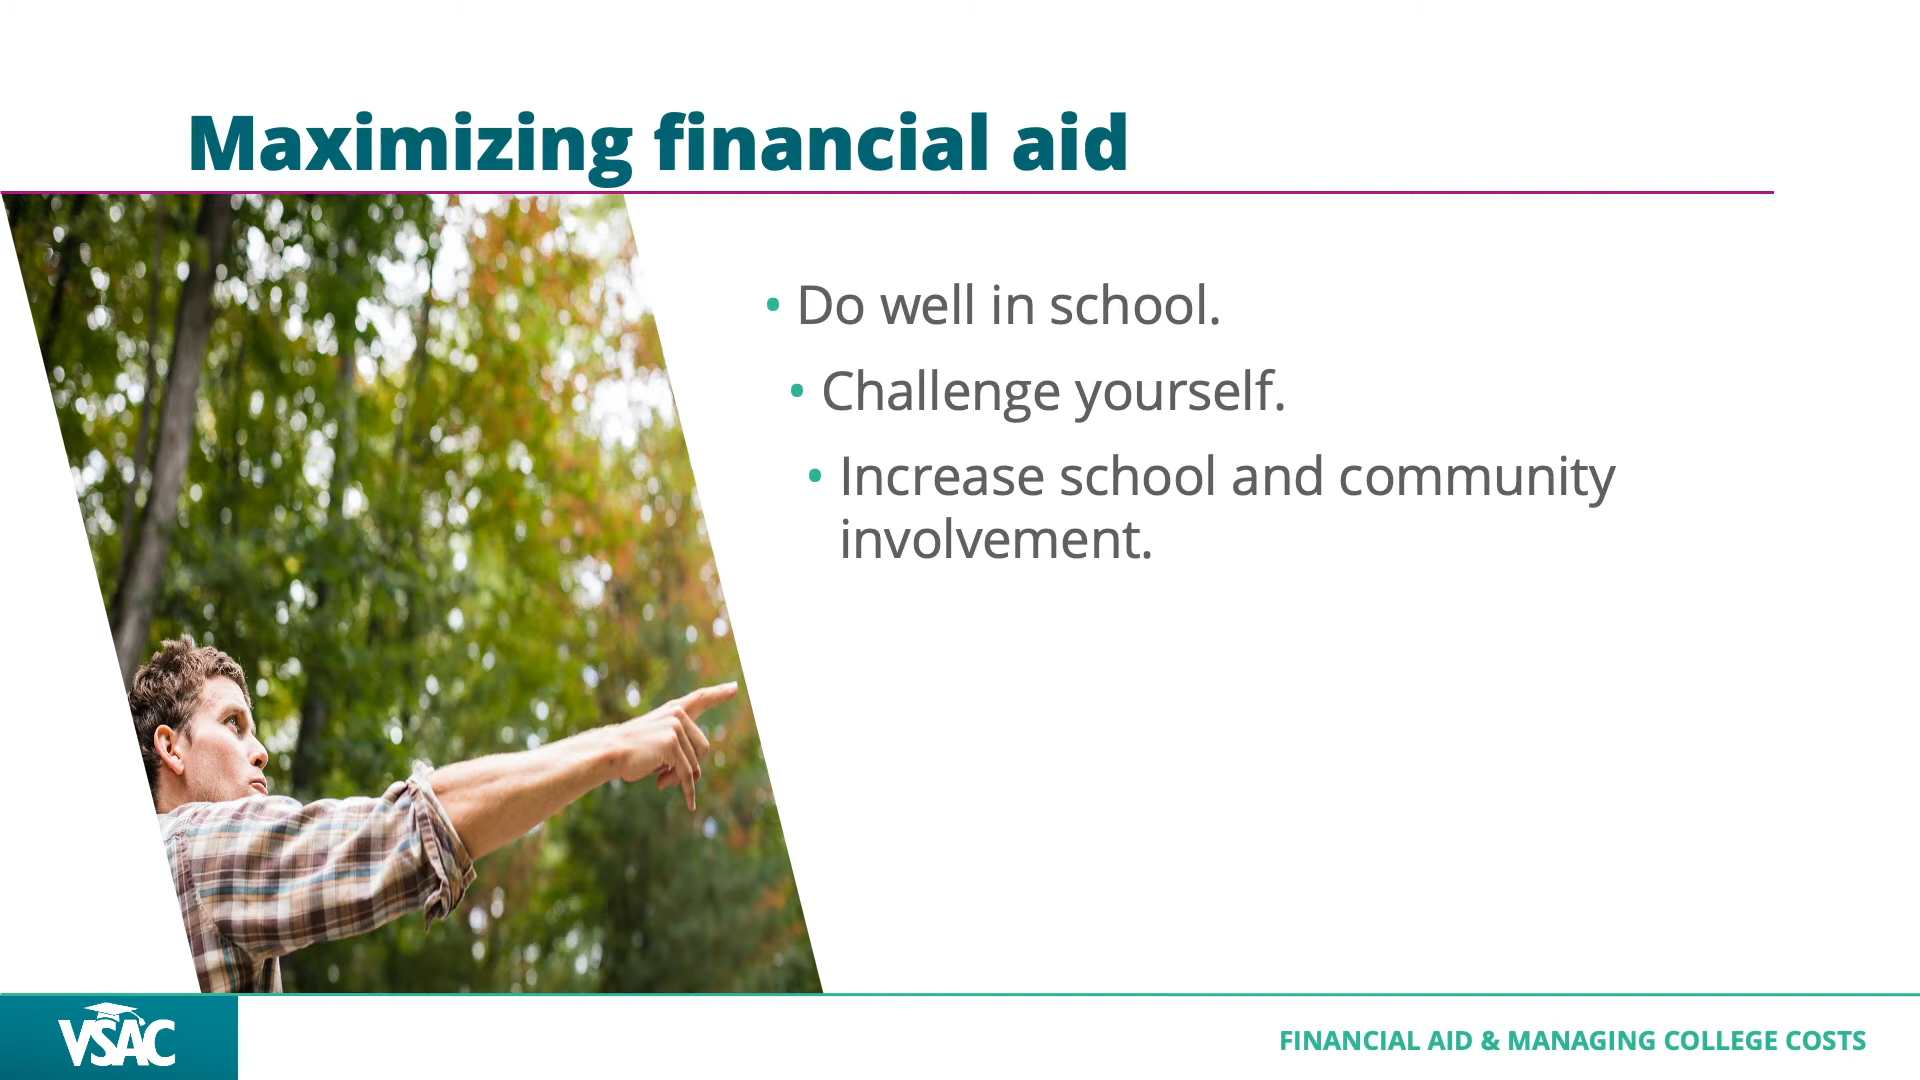 Maximizing financial aid
• Do well in school.
• Challenge yourself.
• Increase school and community
involvement.
VSAC
FINANCIAL AID & MANAGING COLLEGE COSTS